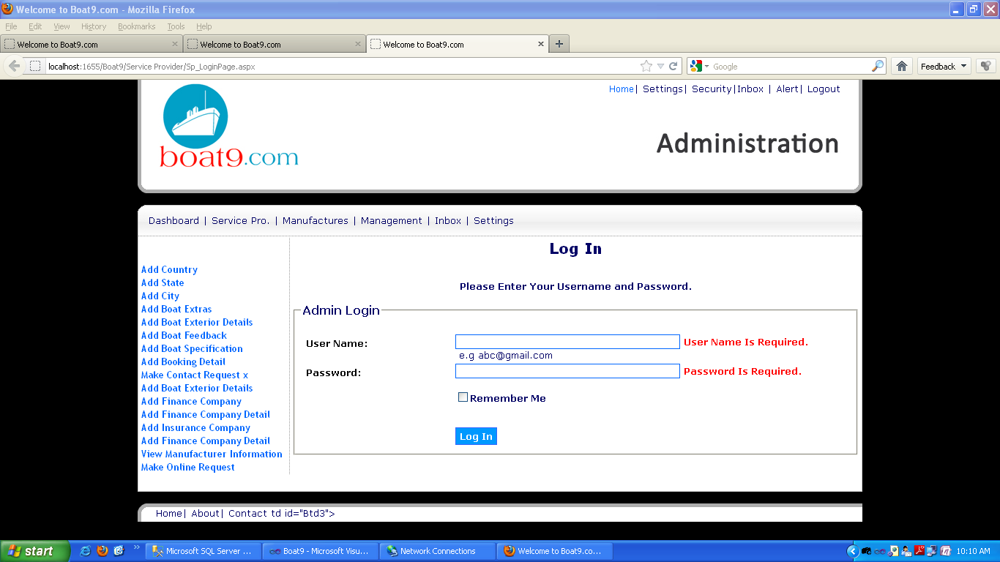 Welcome to Boat9.com - Mozilla Firefox
File Edit View History Bookmarks Tools Help
Welcome to Boat9.com Welcome to Boat9.com Welcome to Boat9.com
localhost:1655/Boat9/Service Provider/Sp_LoginPage.aspx Google Feedback
Home| Settings| Security|Inbox | Alert| Logout
boat9.com
Administration
Dashboard | Service Pro. | Manufactures | Management | Inbox | Settings
Log In
Please Enter Your Username and Password.
Add Country
Add State
Add City
Add Boat Extras
Add Boat Exterior Details
Add Boat Feedback
Add Boat Specification
Add Booking Detail
Make Contact Request x
Add Boat Exterior Details
Add Finance Company
Add Finance Company Detail
Add Insurance Company
Add Finance Company Detail
View Manufacturer Information
Make Online Request
Admin Login
User Name: User Name Is Required.
e.g abc@gmail.com
Password: Password Is Required.
Remember Me
Log In
Home| About| Contact td id="Btd3">
start Microsoft SQL Server ... Boat9 - Microsoft Visu... Network Connections Welcome to Boat9.co... 10:10 AM